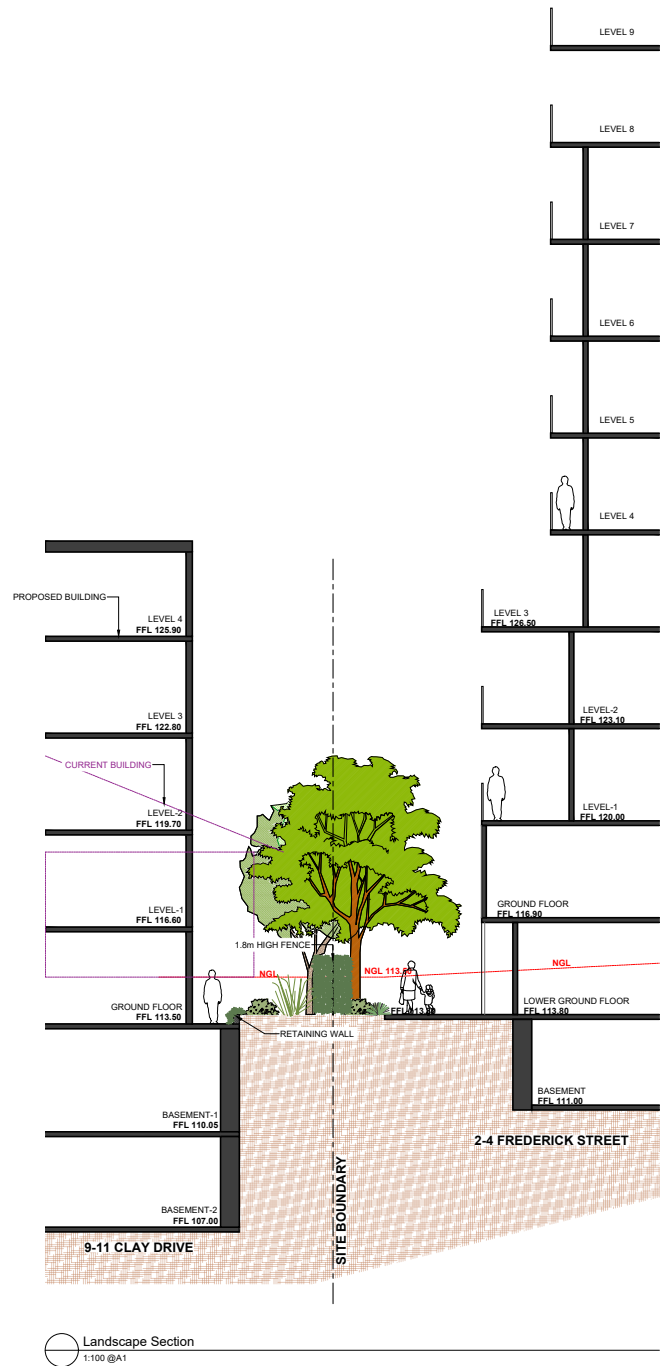 LEVEL 9
LEVEL 8
LEVEL 7
LEVEL 6
LEVEL 5
LEVEL 4
PROPOSED BUILDING
LEVEL 3
FFL 126.50
LEVEL 4
FFL 125.90
LEVEL-2
FFL 123.10
LEVEL 3
FFL 122.80
CURRENT BUILDING
LEVEL-1
FFL 120.00
LEVEL-2
FFL 119.70
GROUND FLOOR
FFL 116.90
LEVEL-1
FFL 116.60
1.8m HIGH FENCE
NGL
NGL
NGL
LOWER GROUND FLOOR
FFL 113.80
GROUND FLOOR
FFL 113.50
RETAINING WALL
BASEMENT
FFL 111.00
BASEMENT-1
FFL 110.05
2-4 FREDERICK STREET
SITE BOUNDARY
BASEMENT-2
FFL 107.00
9-11 CLAY DRIVE
Landscape Section
1:100 @A1